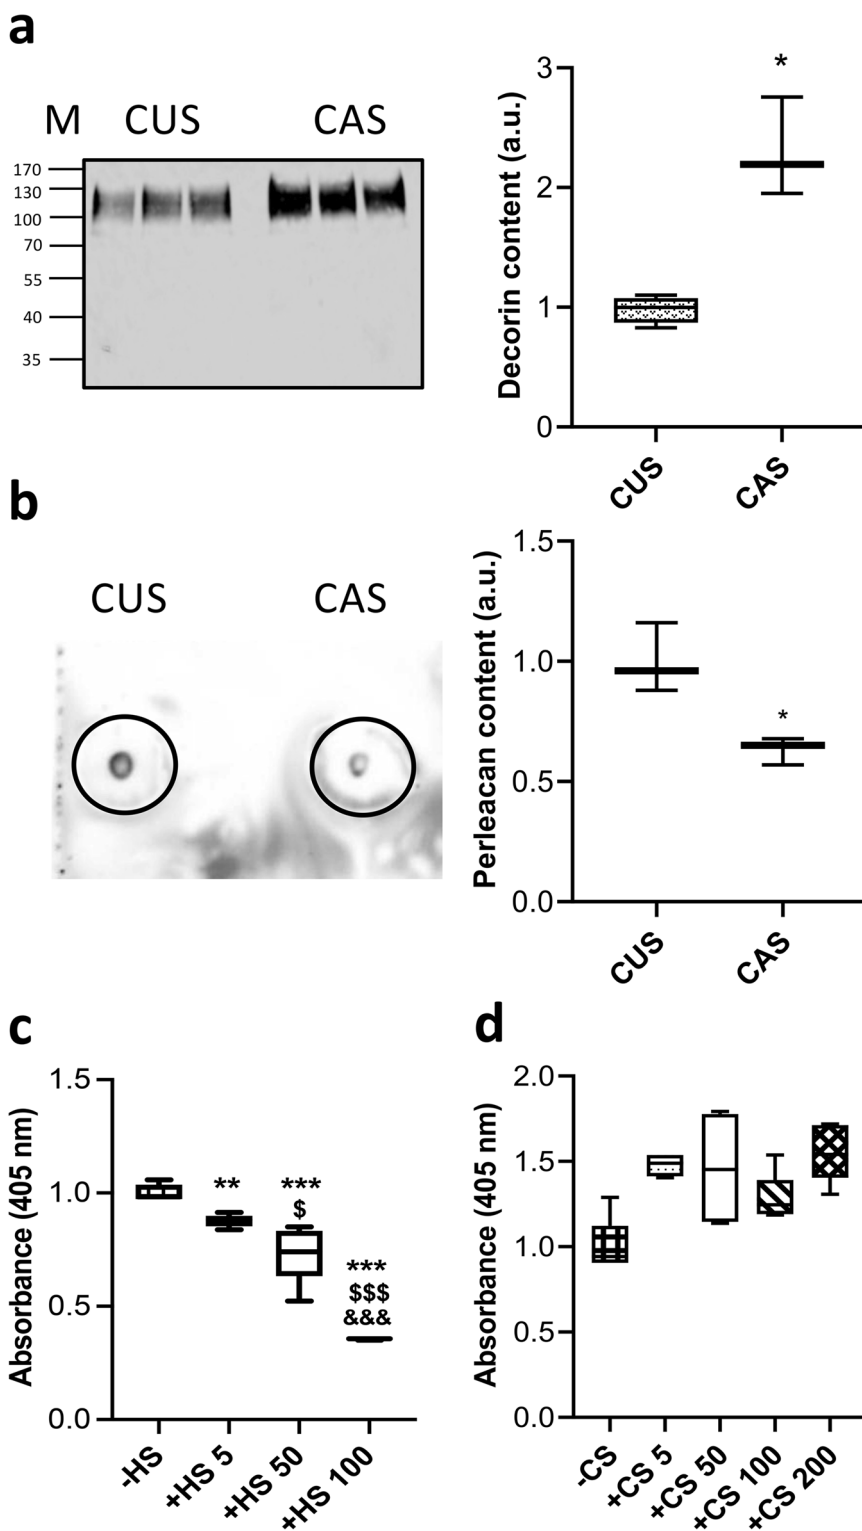 a
M CUS CAS
170
130
100
70
55
40
35
Decorin content (a.u.)
3
2
1
0
*
CUS
CAS
b
CUS CAS
Perleacan content (a.u.)
1.5
1.0
0.5
0.0
*
CUS
CAS
c
Absorbance (405 nm)
1.5
1.0
0.5
0.0
**
***
$
***
$$$
&&&
-HS
+HS 5
+HS 50
+HS 100
d
Absorbance (405 nm)
2.0
1.5
1.0
0.5
0.0
-CS
+CS 5
+CS 50
+CS 100
+CS 200